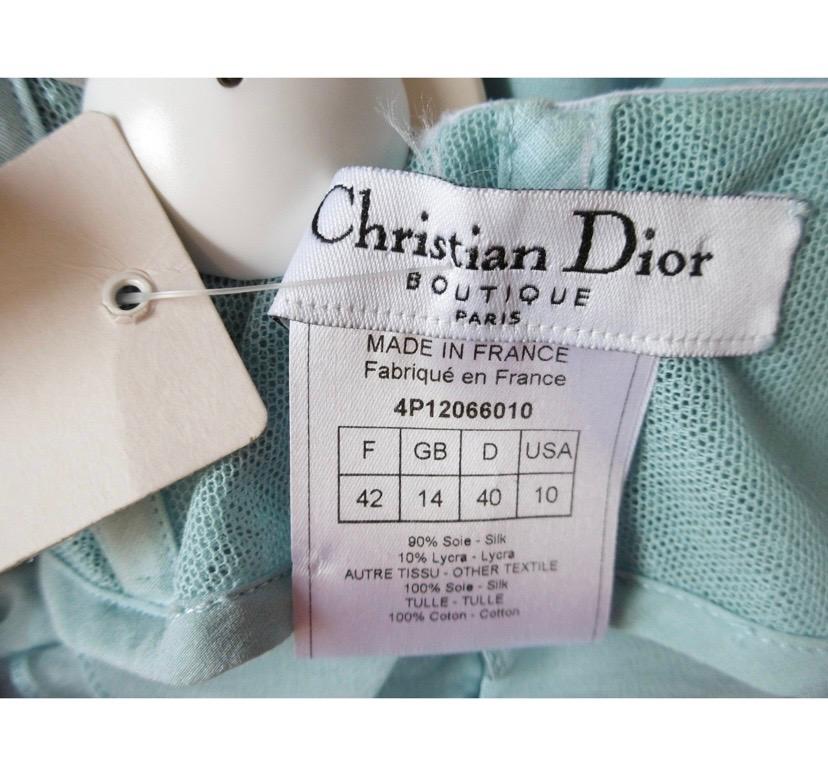 Christian Dior
BOUTIQUE
PARIS
MADE IN FRANCE
Fabriqué en France
4P12066010
F GB D USA
42 14 40 10
90% Soie - Silk
10% Lycra - Lycra
AUTRE TISSU - OTHER TEXTILE
100% Soie - Silk
TULLE - TULLE
100% Coton - Cotton